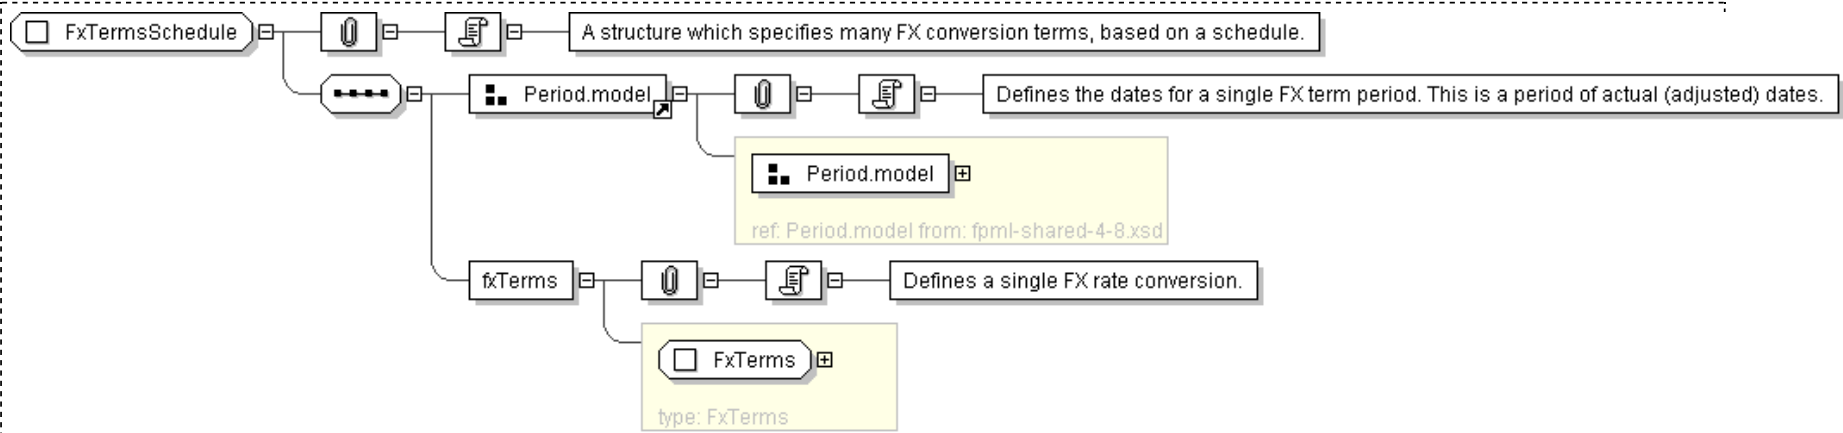 FxTermsSchedule
A structure which specifies many FX conversion terms, based on a schedule.
Period.model
Defines the dates for a single FX term period. This is a period of actual (adjusted) dates.
Period.model
ref: Period.model from: fpml-shared-4-8.xsd
fxTerms
Defines a single FX rate conversion.
FxTerms
type: FxTerms